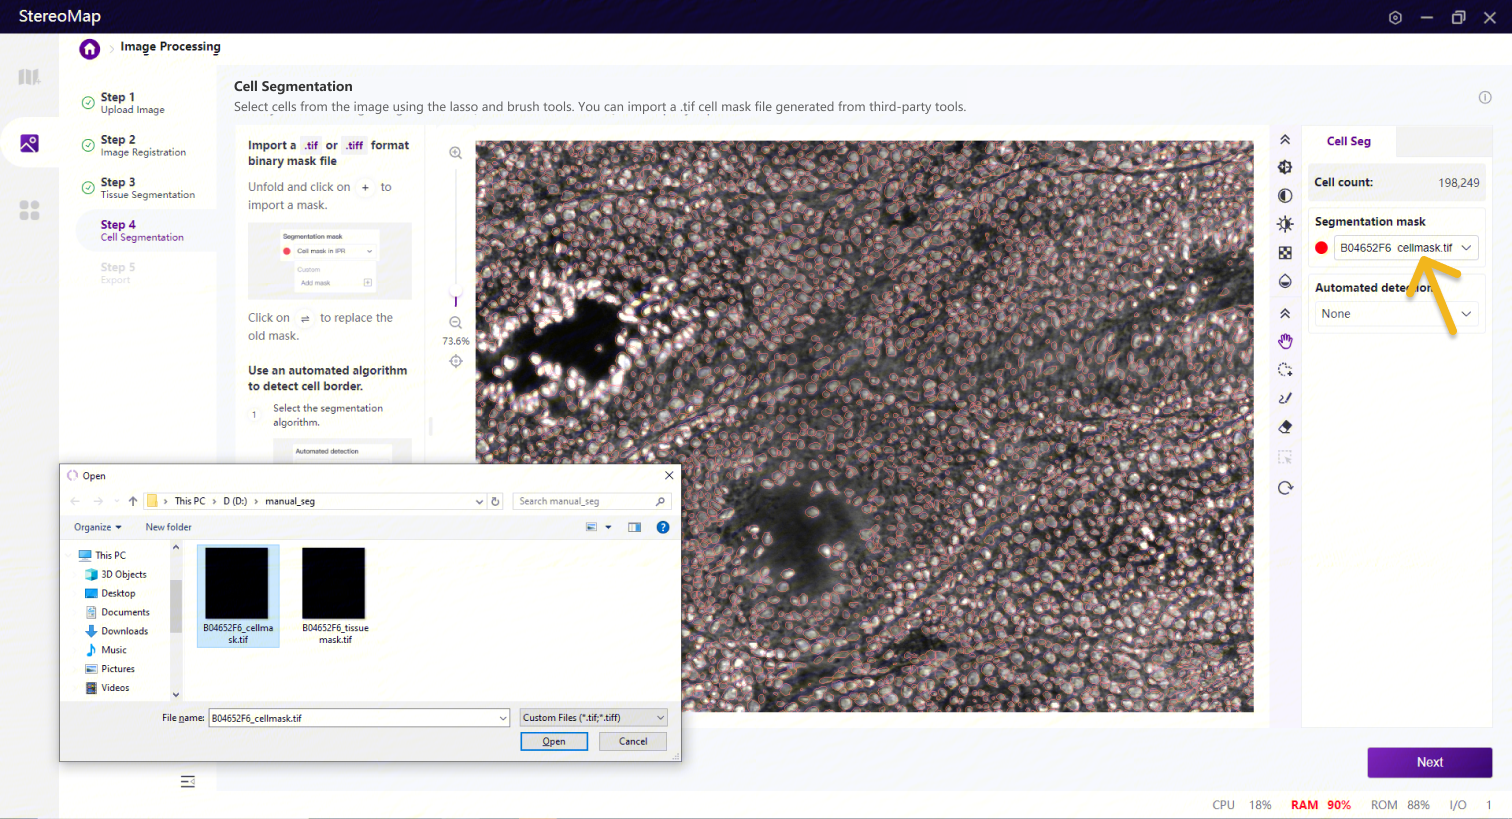 StereoMap
Image Processing
Step 1
Upload Image
Step 2
Image Registration
Step 3
Tissue Segmentation
Step 4
Cell Segmentation
Step 5
Export
Cell Segmentation
Select cells from the image using the lasso and brush tools. You can import a .tif cell mask file generated from third-party tools.
Import a .tif or .tiff format
binary mask file
Unfold and click on + to
import a mask.
Segmentation mask
Cell mask in IPR
Custom
Add mask
Click on ⇌ to replace the
old mask.
Use an automated algorithm
to detect cell border.
1 Select the segmentation
algorithm.
Automated detection
73.6%
Cell Seg
Cell count: 198,249
Segmentation mask
B04652F6 cellmask.tif
Automated detection
None
Open
This PC > D (D:) > manual_seg
Search manual_seg
Organize
New folder
This PC
3D Objects
Desktop
Documents
Downloads
Music
Pictures
Videos
B04652F6_cellma
sk.tif
B04652F6_tissue
mask.tif
File name: B04652F6_cellmask.tif
Custom Files (*.tif;*.tiff)
Open
Cancel
Next
CPU 18% RAM 90% ROM 88% I/O 1